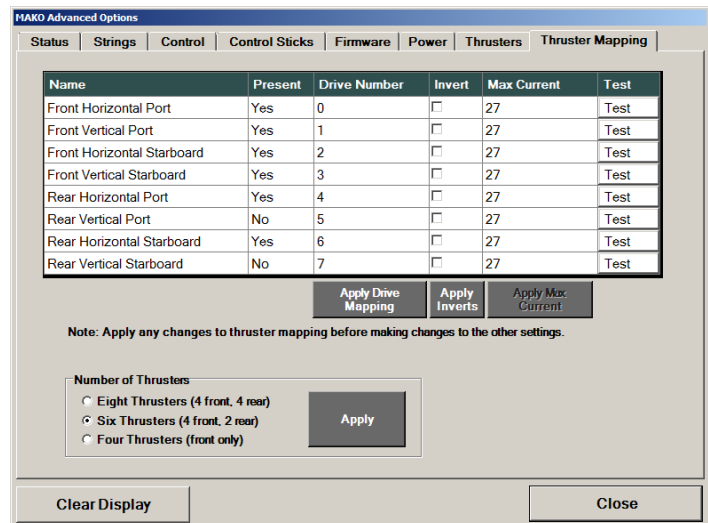 MAKO Advanced Options
Status Strings Control Control Sticks Firmware Power Thrusters Thruster Mapping
Name Present Drive Number Invert Max Current Test
Front Horizontal Port Yes 0 27 Test
Front Vertical Port Yes 1 27 Test
Front Horizontal Starboard Yes 2 27 Test
Front Vertical Starboard Yes 3 27 Test
Rear Horizontal Port Yes 4 27 Test
Rear Vertical Port No 5 27 Test
Rear Horizontal Starboard Yes 6 27 Test
Rear Vertical Starboard No 7 27 Test
Apply Drive Apply Apply Max
Mapping Inverts Current
Note: Apply any changes to thruster mapping before making changes to the other settings.
Number of Thrusters
Eight Thrusters (4 front, 4 rear)
Six Thrusters (4 front, 2 rear)
Four Thrusters (front only)
Apply
Clear Display Close